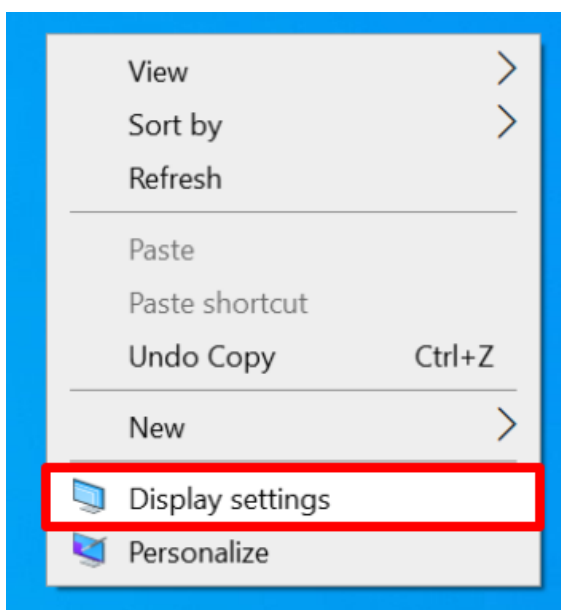 View
Sort by
Refresh
Paste
Paste shortcut
Undo Copy Ctrl+Z
New
Display settings
Personalize